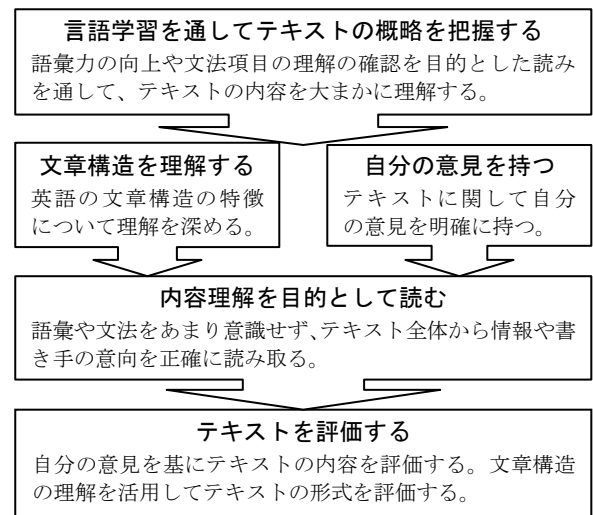 言語学習を通してテキストの概略を把握する
語彙力の向上や文法項目の理解の確認を目的とした読み
を通して、テキストの内容を大まかに理解する。
文章構造を理解する
英語の文章構造の特徴
について理解を深める。
自分の意見を持つ
テキストに関して自分
の意見を明確に持つ。
内容理解を目的として読む
語彙や文法をあまり意識せず、テキスト全体から情報や書
き手の意向を正確に読み取る。
テキストを評価する
自分の意見を基にテキストの内容を評価する。文章構造
の理解を活用してテキストの形式を評価する。